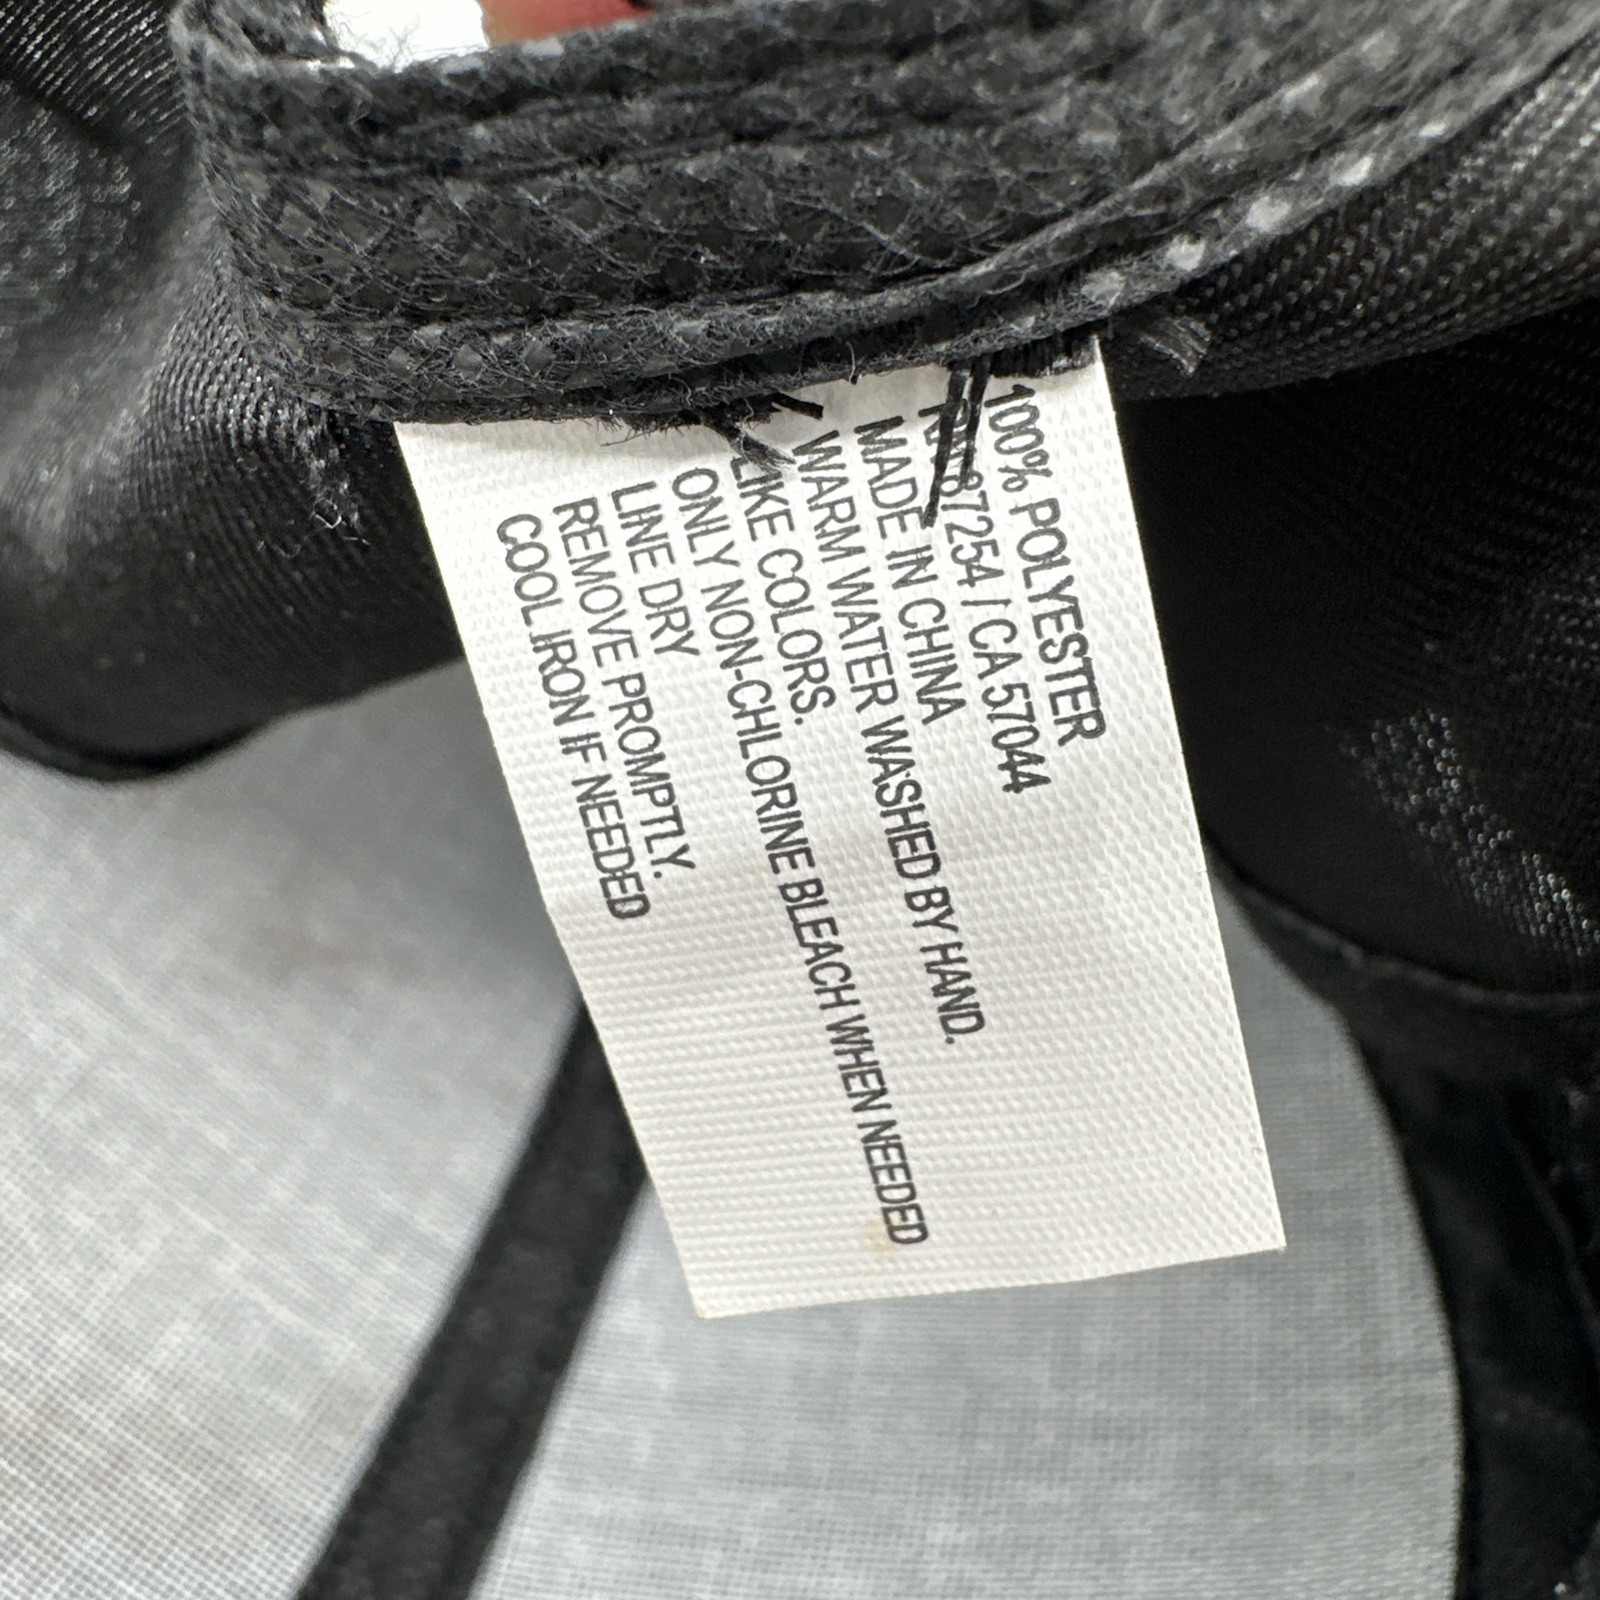 100% POLYESTER
RN 87254 / CA 57044
MADE IN CHINA
WARM WATER WASHED BY HAND.
LIKE COLORS.
ONLY NON-CHLORINE BLEACH WHEN NEEDED
LINE DRY
REMOVE PROMPTLY.
COOL IRON IF NEEDED